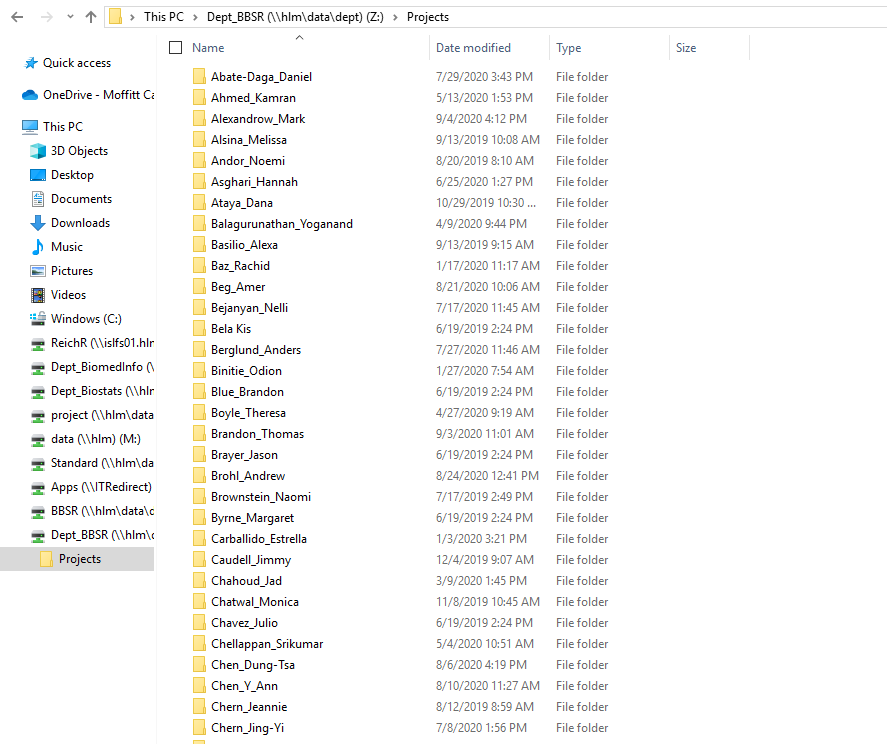 This PC > Dept_BBSR (\\hlm\data\dept) (Z:) > Projects
Name Date modified Type Size
Quick access
OneDrive - Moffitt Ca
This PC
3D Objects
Desktop
Documents
Downloads
Music
Pictures
Videos
Windows (C:)
ReichR (\\islfs01.hlm
Dept_BiomedInfo (\
Dept_Biostats (\\hlm
project (\\hlm\data
data (\\hlm) (M:)
Standard (\\hlm\da
Apps (\\ITRedirect)
BBSR (\\hlm\data\d
Dept_BBSR (\\hlm\d
Projects
Abate-Daga_Daniel 7/29/2020 3:43 PM File folder
Ahmed_Kamran 5/13/2020 1:53 PM File folder
Alexandrow_Mark 9/4/2020 4:12 PM File folder
Alsina_Melissa 9/13/2019 10:08 AM File folder
Andor_Noemi 8/20/2019 8:10 AM File folder
Asghari_Hannah 6/25/2020 1:27 PM File folder
Ataya_Dana 10/29/2019 10:30 ... File folder
Balagurunathan_Yoganand 4/9/2020 9:44 PM File folder
Basilio_Alexa 9/13/2019 9:15 AM File folder
Baz_Rachid 1/17/2020 11:17 AM File folder
Beg_Amer 8/21/2020 10:06 AM File folder
Bejanyan_Nelli 7/17/2020 11:45 AM File folder
Bela Kis 6/19/2019 2:24 PM File folder
Berglund_Anders 7/27/2020 11:46 AM File folder
Binitie_Odion 1/27/2020 7:54 AM File folder
Blue_Brandon 6/19/2019 2:24 PM File folder
Boyle_Theresa 4/27/2020 9:19 AM File folder
Brandon_Thomas 9/3/2020 11:01 AM File folder
Brayer_Jason 6/19/2019 2:24 PM File folder
Brohl_Andrew 8/24/2020 12:41 PM File folder
Brownstein_Naomi 7/17/2019 2:49 PM File folder
Byrne_Margaret 6/19/2019 2:24 PM File folder
Carballido_Estrella 1/3/2020 3:21 PM File folder
Caudell_Jimmy 12/4/2019 9:07 AM File folder
Chahoud_Jad 3/9/2020 1:45 PM File folder
Chatwal_Monica 11/8/2019 10:45 AM File folder
Chavez_Julio 6/19/2019 2:24 PM File folder
Chellappan_Srikumar 5/4/2020 10:51 AM File folder
Chen_Dung-Tsa 8/6/2020 4:19 PM File folder
Chen_Y_Ann 8/10/2020 11:27 AM File folder
Chern_Jeannie 8/12/2019 8:59 AM File folder
Chern_Jing-Yi 7/8/2020 1:56 PM File folder